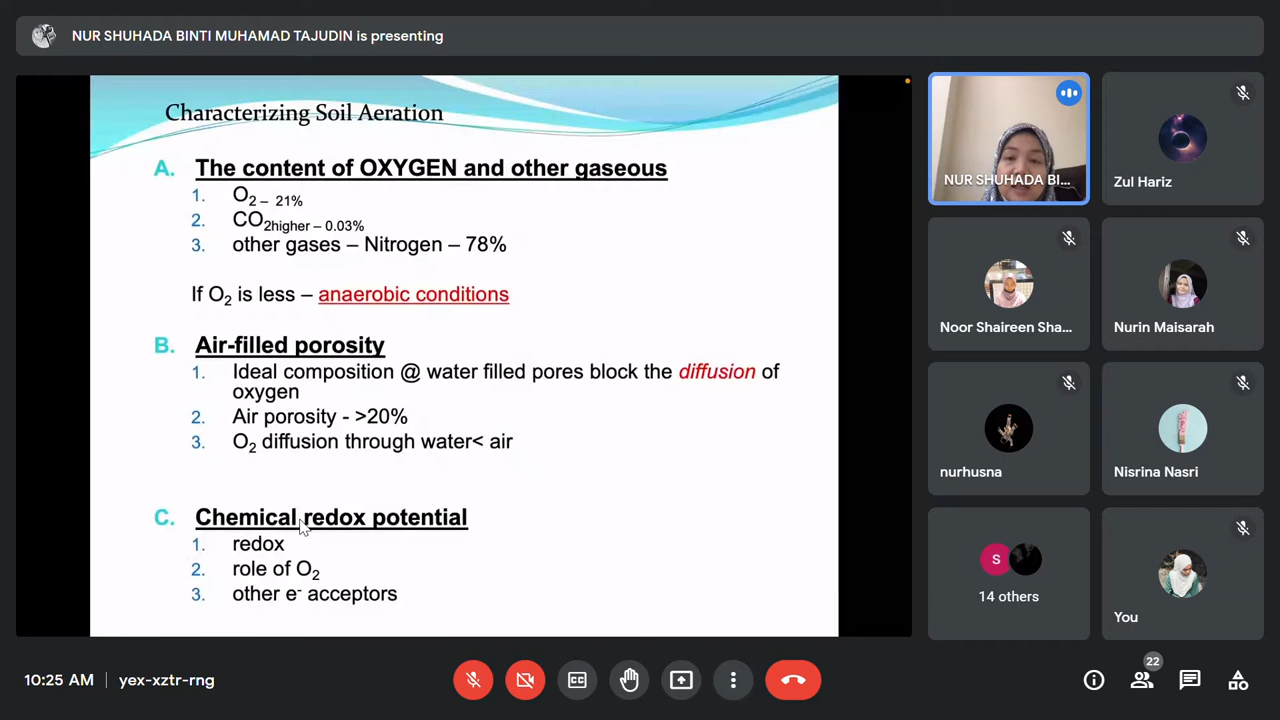 NUR SHUHADA BINTI MUHAMAD TAJUDIN is presenting
Characterizing Soil Aeration
A. The content of OXYGEN and other gaseous
1. O2 – 21%
2. CO2higher – 0.03%
3. other gases – Nitrogen – 78%
If O2 is less – anaerobic conditions
B. Air-filled porosity
1. Ideal composition @ water filled pores block the diffusion of
oxygen
2. Air porosity - >20%
3. O2 diffusion through water< air
C. Chemical redox potential
1. redox
2. role of O2
3. other e- acceptors
NUR SHUHADA BI...
Zul Hariz
Noor Shaireen Sha...
Nurin Maisarah
nurhusna
Nisrina Nasri
S
14 others
You
10:25 AM | yex-xztr-rng
CC
22